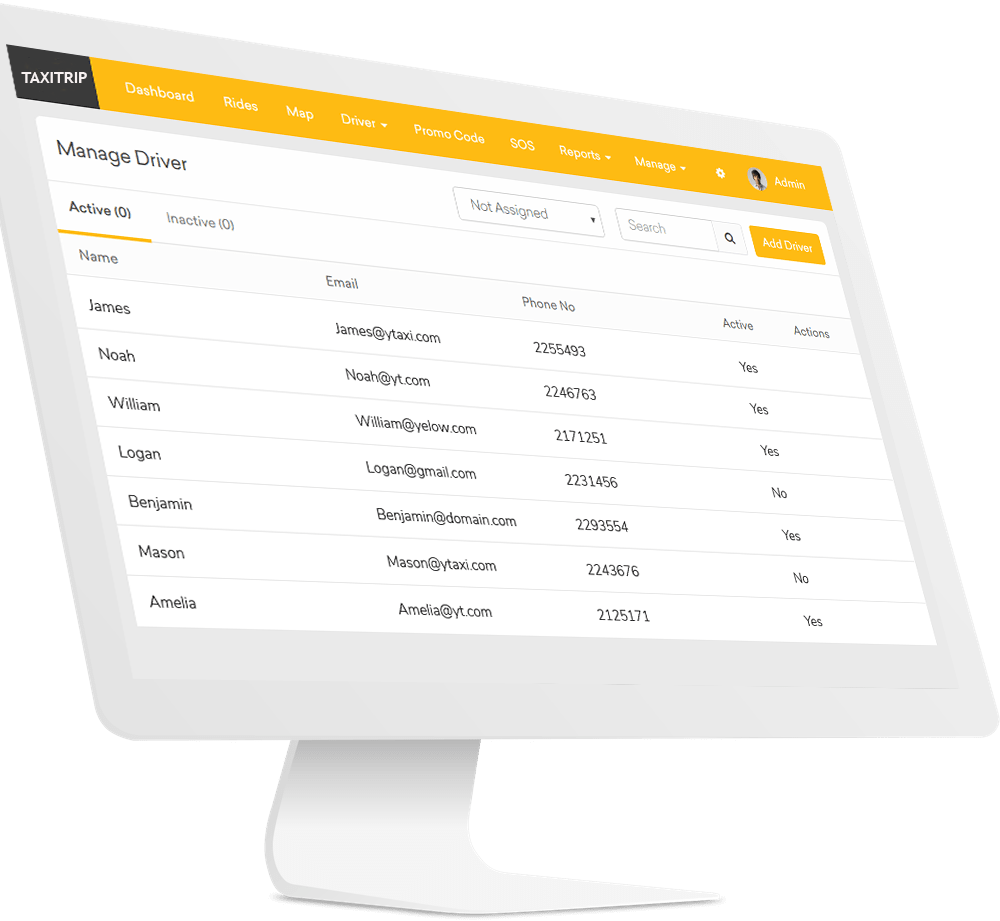 TAXITRIP Dashboard Rides Map Driver Promo Code SOS Reports Manage Admin
Manage Driver
Active (0) Inactive (0) Not Assigned Search Add Driver
Name Email Phone No Active Actions
James James@ytaxi.com 2255493 Yes
Noah Noah@yt.com 2246763 Yes
William William@yelow.com 2171251 Yes
Logan Logan@gmail.com 2231456 No
Benjamin Benjamin@domain.com 2293554 Yes
Mason Mason@ytaxi.com 2243676 No
Amelia Amelia@yt.com 2125171 Yes